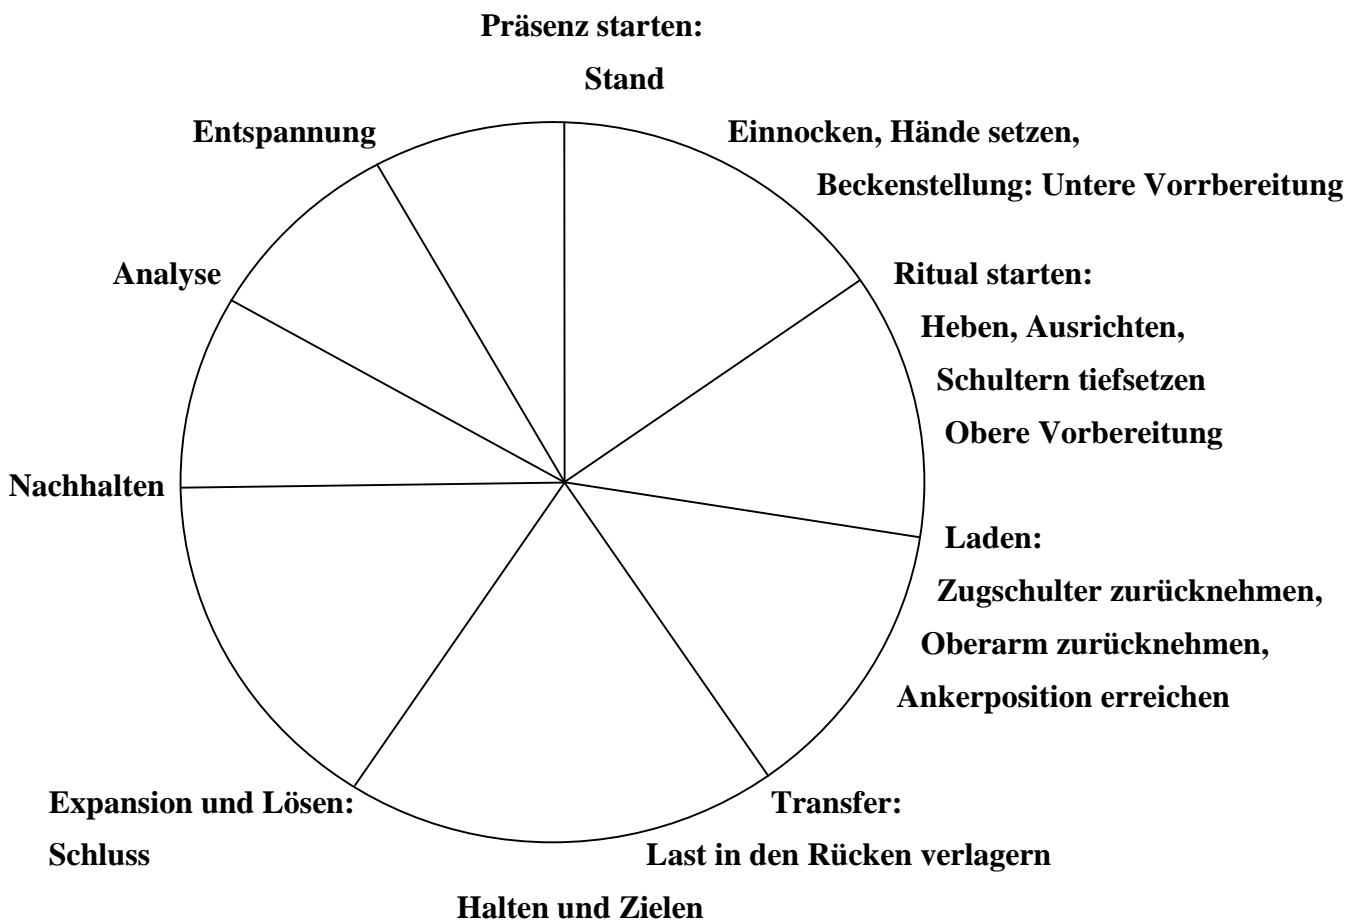 Präsenz starten:
Stand
Einnocken, Hände setzen,
Beckenstellung: Untere Vorrbereitung
Ritual starten:
Heben, Ausrichten,
Schultern tiefsetzen
Obere Vorbereitung
Laden:
Zugschulter zurücknehmen,
Oberarm zurücknehmen,
Ankerposition erreichen
Transfer:
Last in den Rücken verlagern
Halten und Zielen
Expansion und Lösen:
Schluss
Nachhalten
Analyse
Entspannung